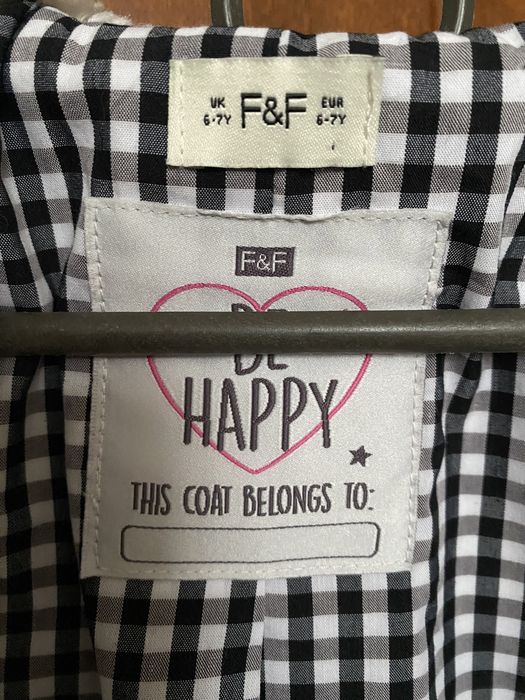 UK 6-7Y F&F EUR 6-7Y
F&F
BE
HAPPY
THIS COAT BELONGS TO: